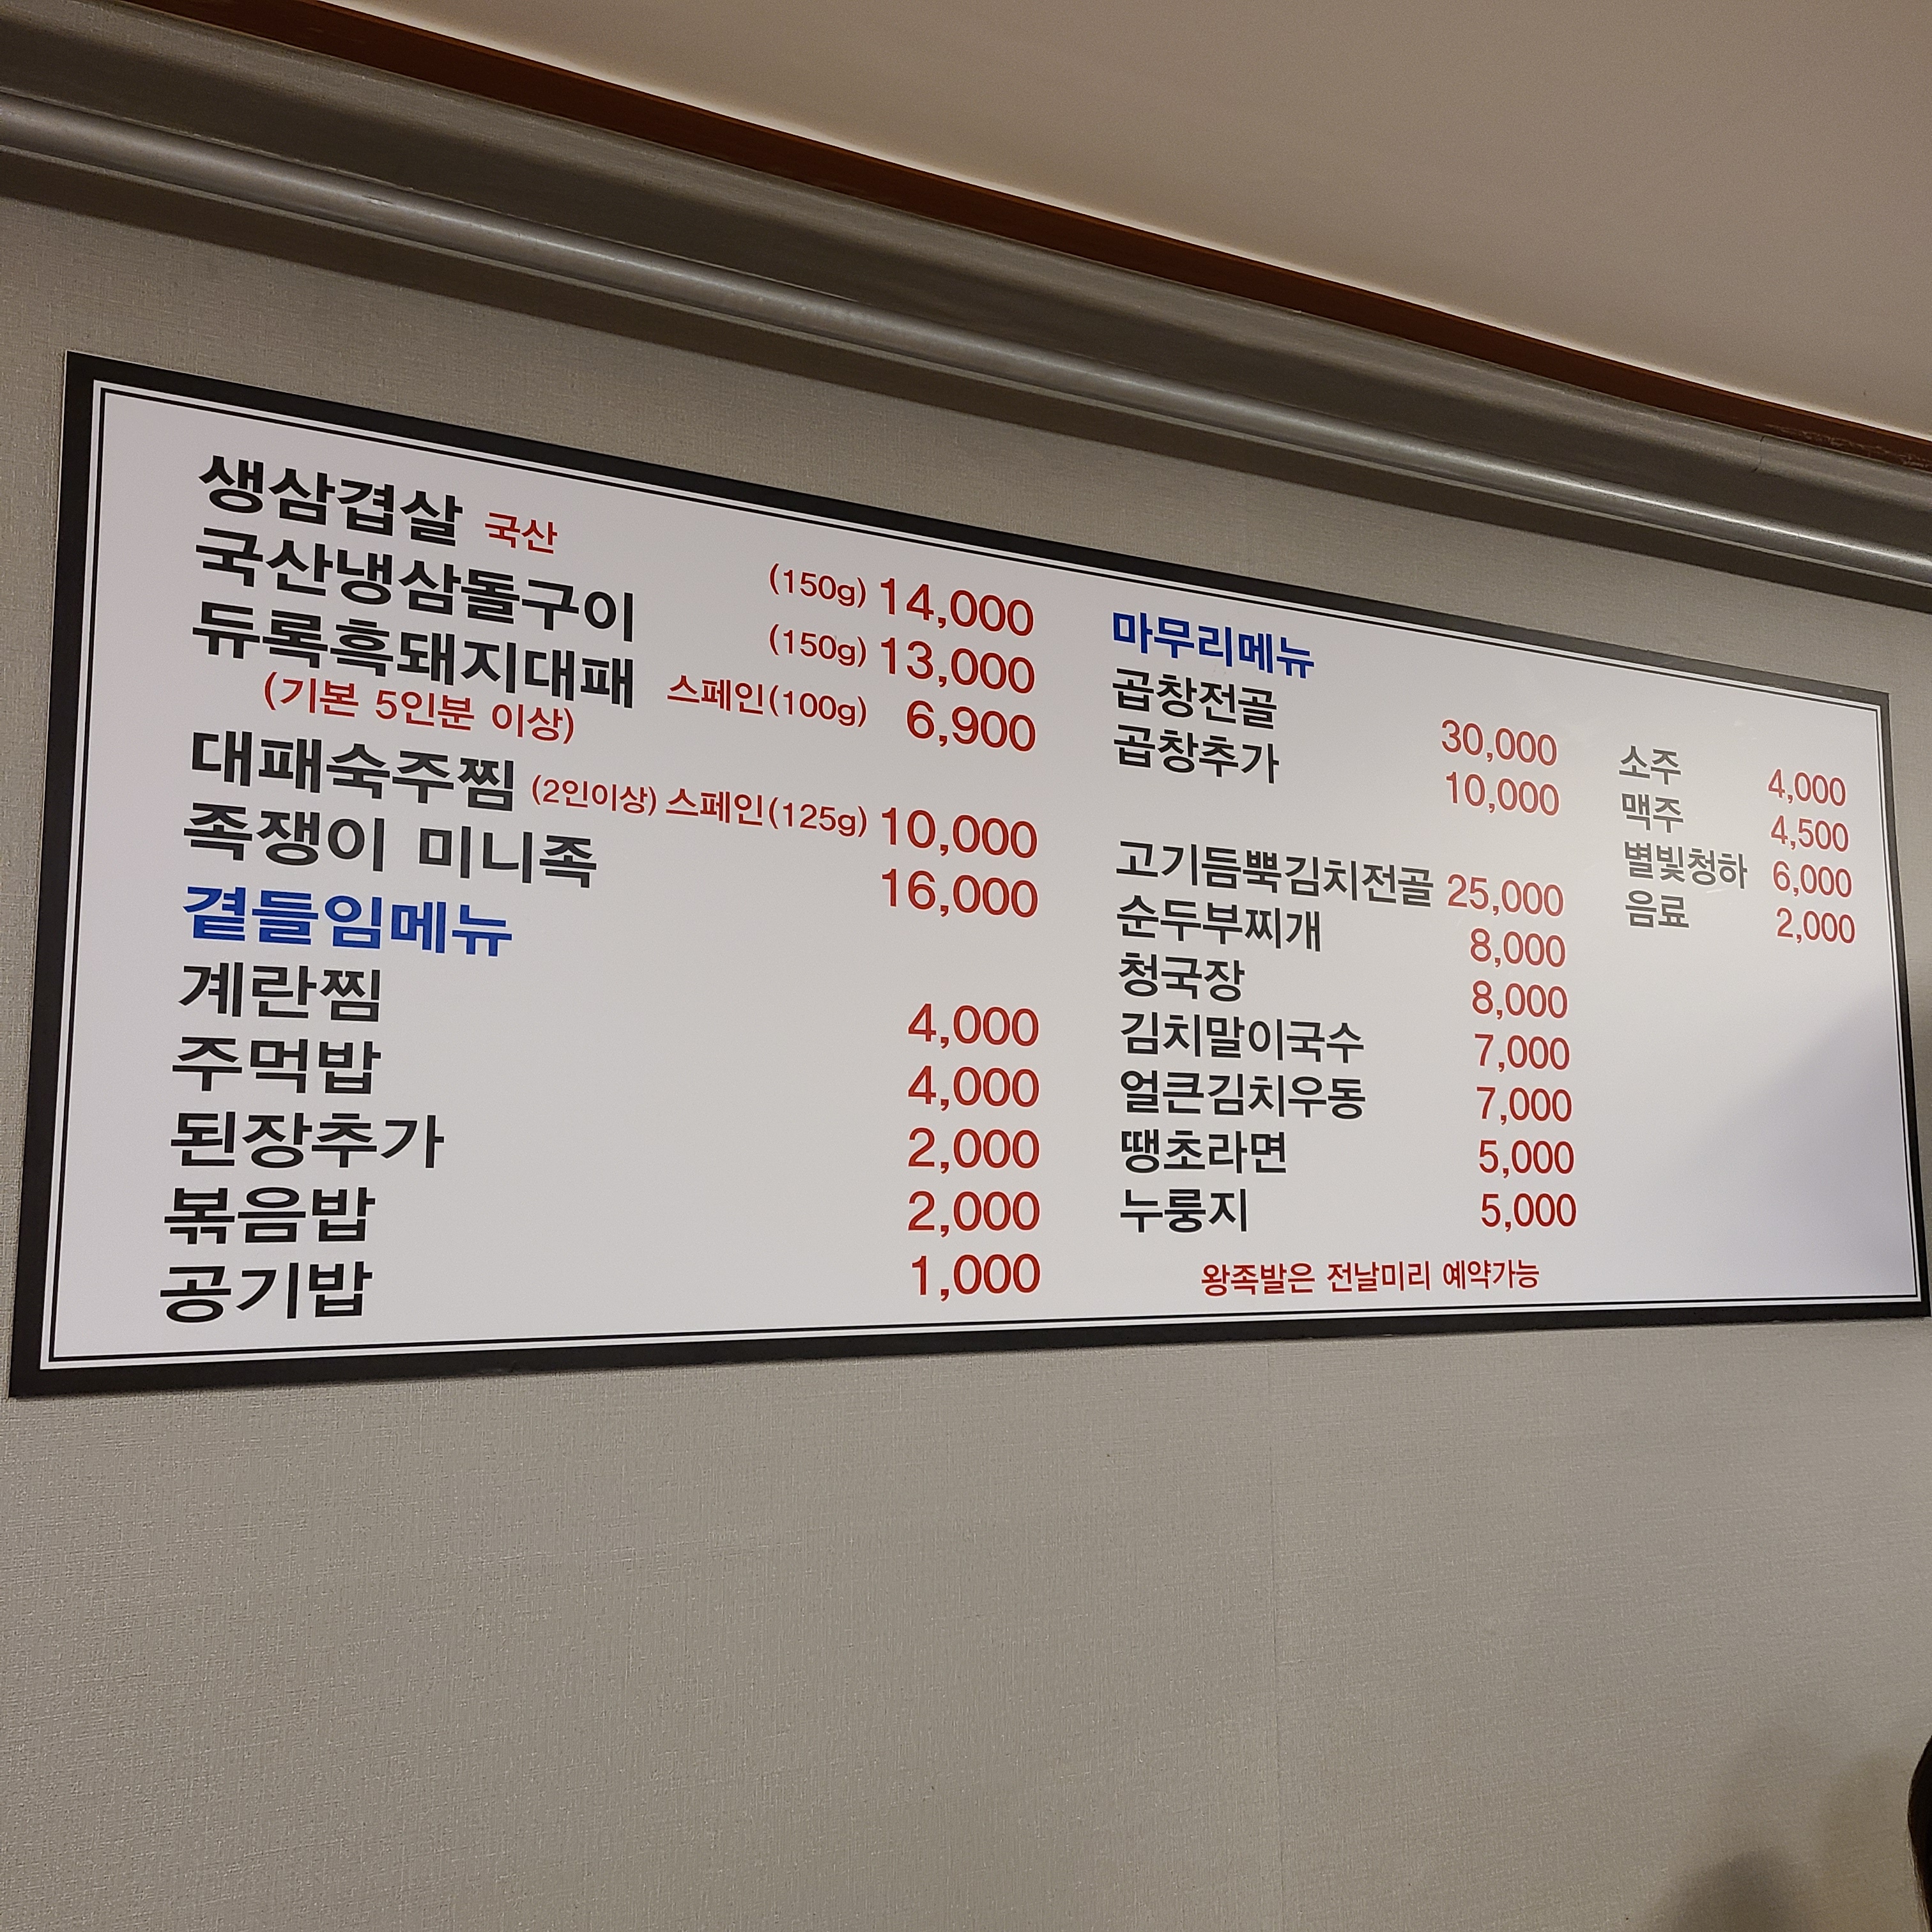 생삼겹살 국산 (150g) 14,000
국산냉삼돌구이 (150g) 13,000
듀록흑돼지대패 스페인(100g) 6,900
(기본 5인분 이상)
대패숙주찜 (2인이상) 스페인(125g) 10,000
족쟁이 미니족 16,000
곁들임메뉴
계란찜 4,000
주먹밥 4,000
된장추가 2,000
볶음밥 2,000
공기밥 1,000
마무리메뉴
곱창전골 30,000
곱창추가 10,000
고기듬뿍김치전골 25,000
순두부찌개 8,000
청국장 8,000
김치말이국수 7,000
얼큰김치우동 7,000
땡초라면 5,000
누룽지 5,000
왕족발은 전날미리 예약가능
소주 4,000
맥주 4,500
별빛청하 6,000
음료 2,000